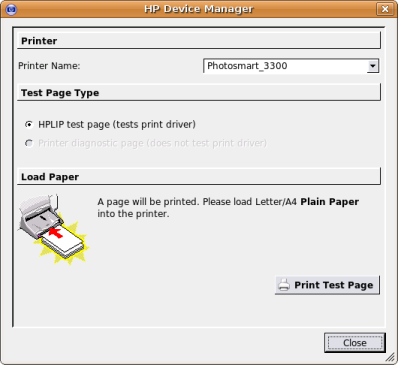 HP Device Manager
Printer
Printer Name:
Photosmart_3300
Test Page Type
HPLIP test page (tests print driver)
Printer diagnostic page (does not test print driver)
Load Paper
A page will be printed. Please load Letter/A4 Plain Paper
into the printer.
Print Test Page
Close